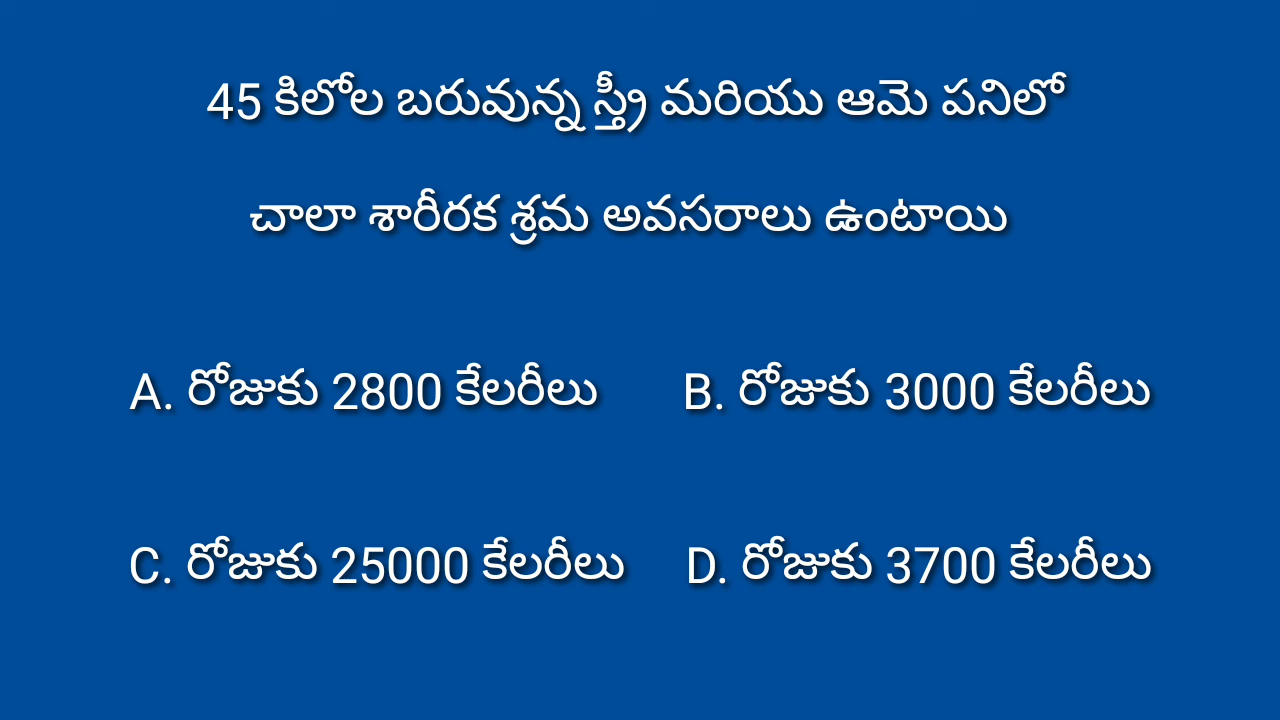 45 కిలోల బరువున్న స్త్రీ మరియు ఆమె పనిలో
చాలా శారీరక శ్రమ అవసరాలు ఉంటాయి
A. రోజుకు 2800 కేలరీలు
B. రోజుకు 3000 కేలరీలు
C. రోజుకు 25000 కేలరీలు
D. రోజుకు 3700 కేలరీలు